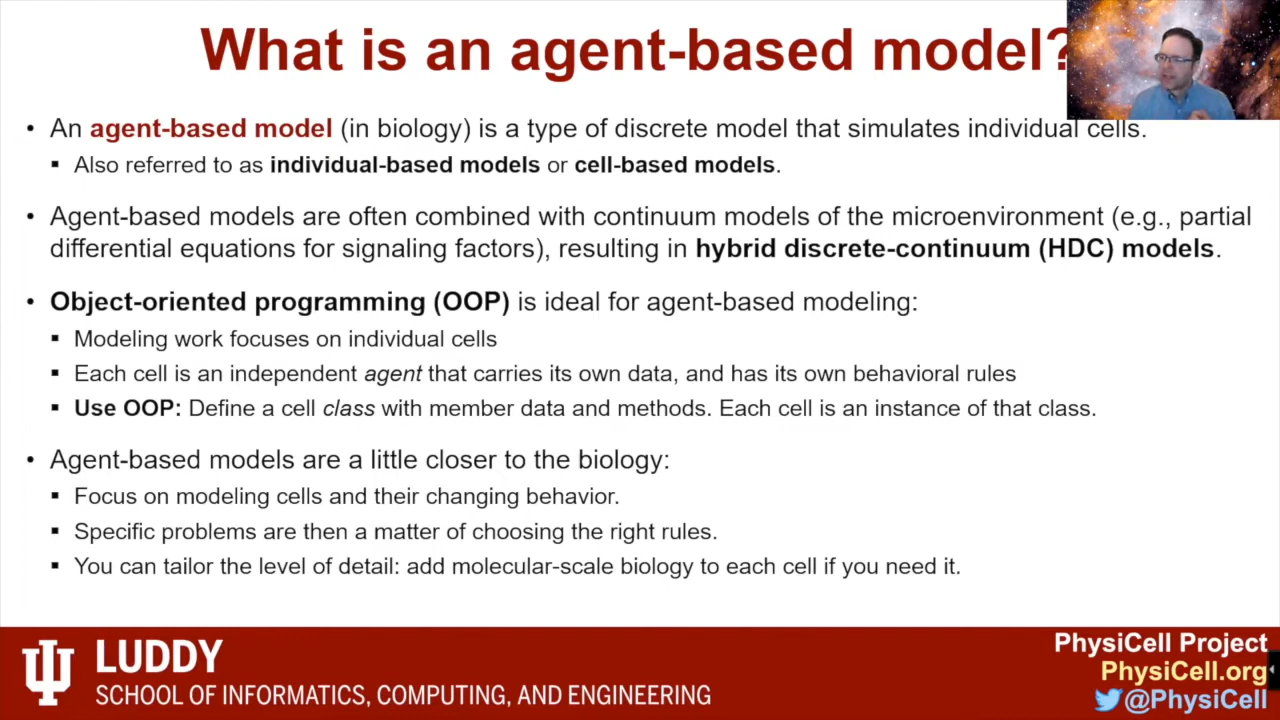 What is an agent-based model?
• An agent-based model (in biology) is a type of discrete model that simulates individual cells.
▪ Also referred to as individual-based models or cell-based models.
• Agent-based models are often combined with continuum models of the microenvironment (e.g., partial
differential equations for signaling factors), resulting in hybrid discrete-continuum (HDC) models.
• Object-oriented programming (OOP) is ideal for agent-based modeling:
▪ Modeling work focuses on individual cells
▪ Each cell is an independent agent that carries its own data, and has its own behavioral rules
▪ Use OOP: Define a cell class with member data and methods. Each cell is an instance of that class.
• Agent-based models are a little closer to the biology:
▪ Focus on modeling cells and their changing behavior.
▪ Specific problems are then a matter of choosing the right rules.
▪ You can tailor the level of detail: add molecular-scale biology to each cell if you need it.
LUDDY
SCHOOL OF INFORMATICS, COMPUTING, AND ENGINEERING
PhysiCell Project
PhysiCell.org
@PhysiCell